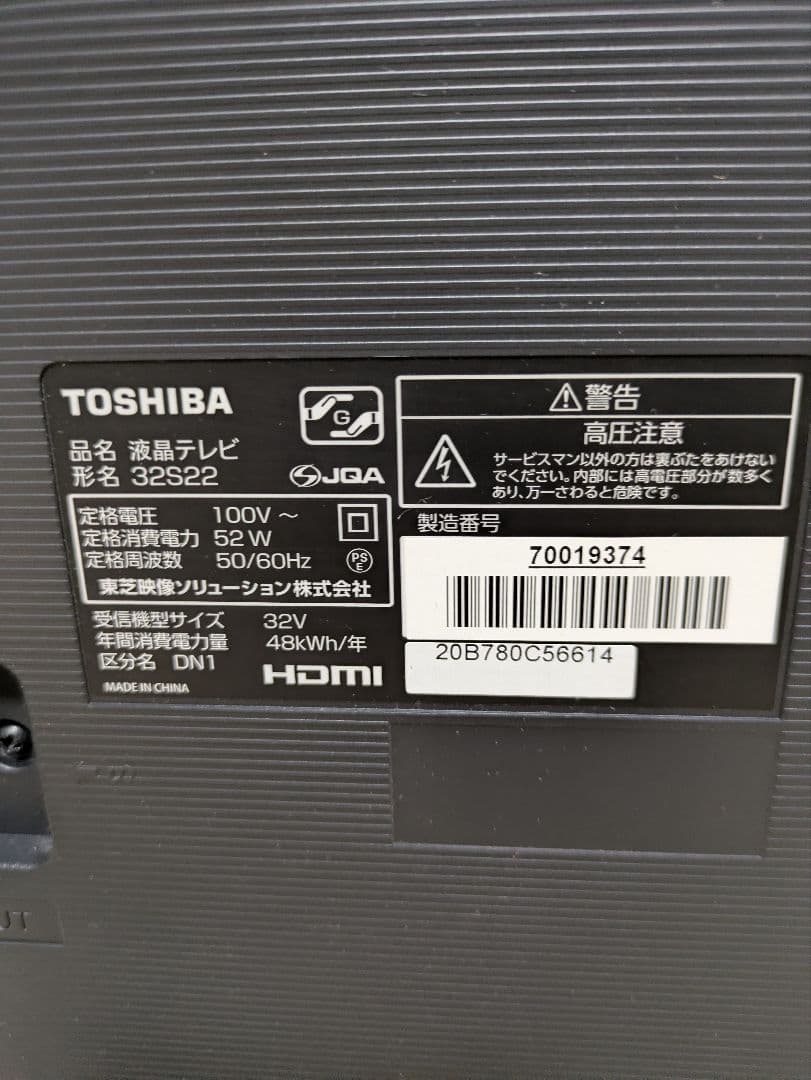 TOSHIBA
品名 液晶テレビ
形名 32S22
G
JQA
定格電圧 100V ～
定格消費電力 52W
定格周波数 50/60Hz
PS
E
東芝映像ソリューション株式会社
受信機型サイズ 32V
年間消費電力量 48kWh/年
区分名 DN1
HDMI
MADE IN CHINA
警告
高圧注意
サービスマン以外の方は裏ぶたをあけない
でください。内部には高電圧部分が数多く
あり、万一さわると危険です。
製造番号
70019374
20B780C56614
UT